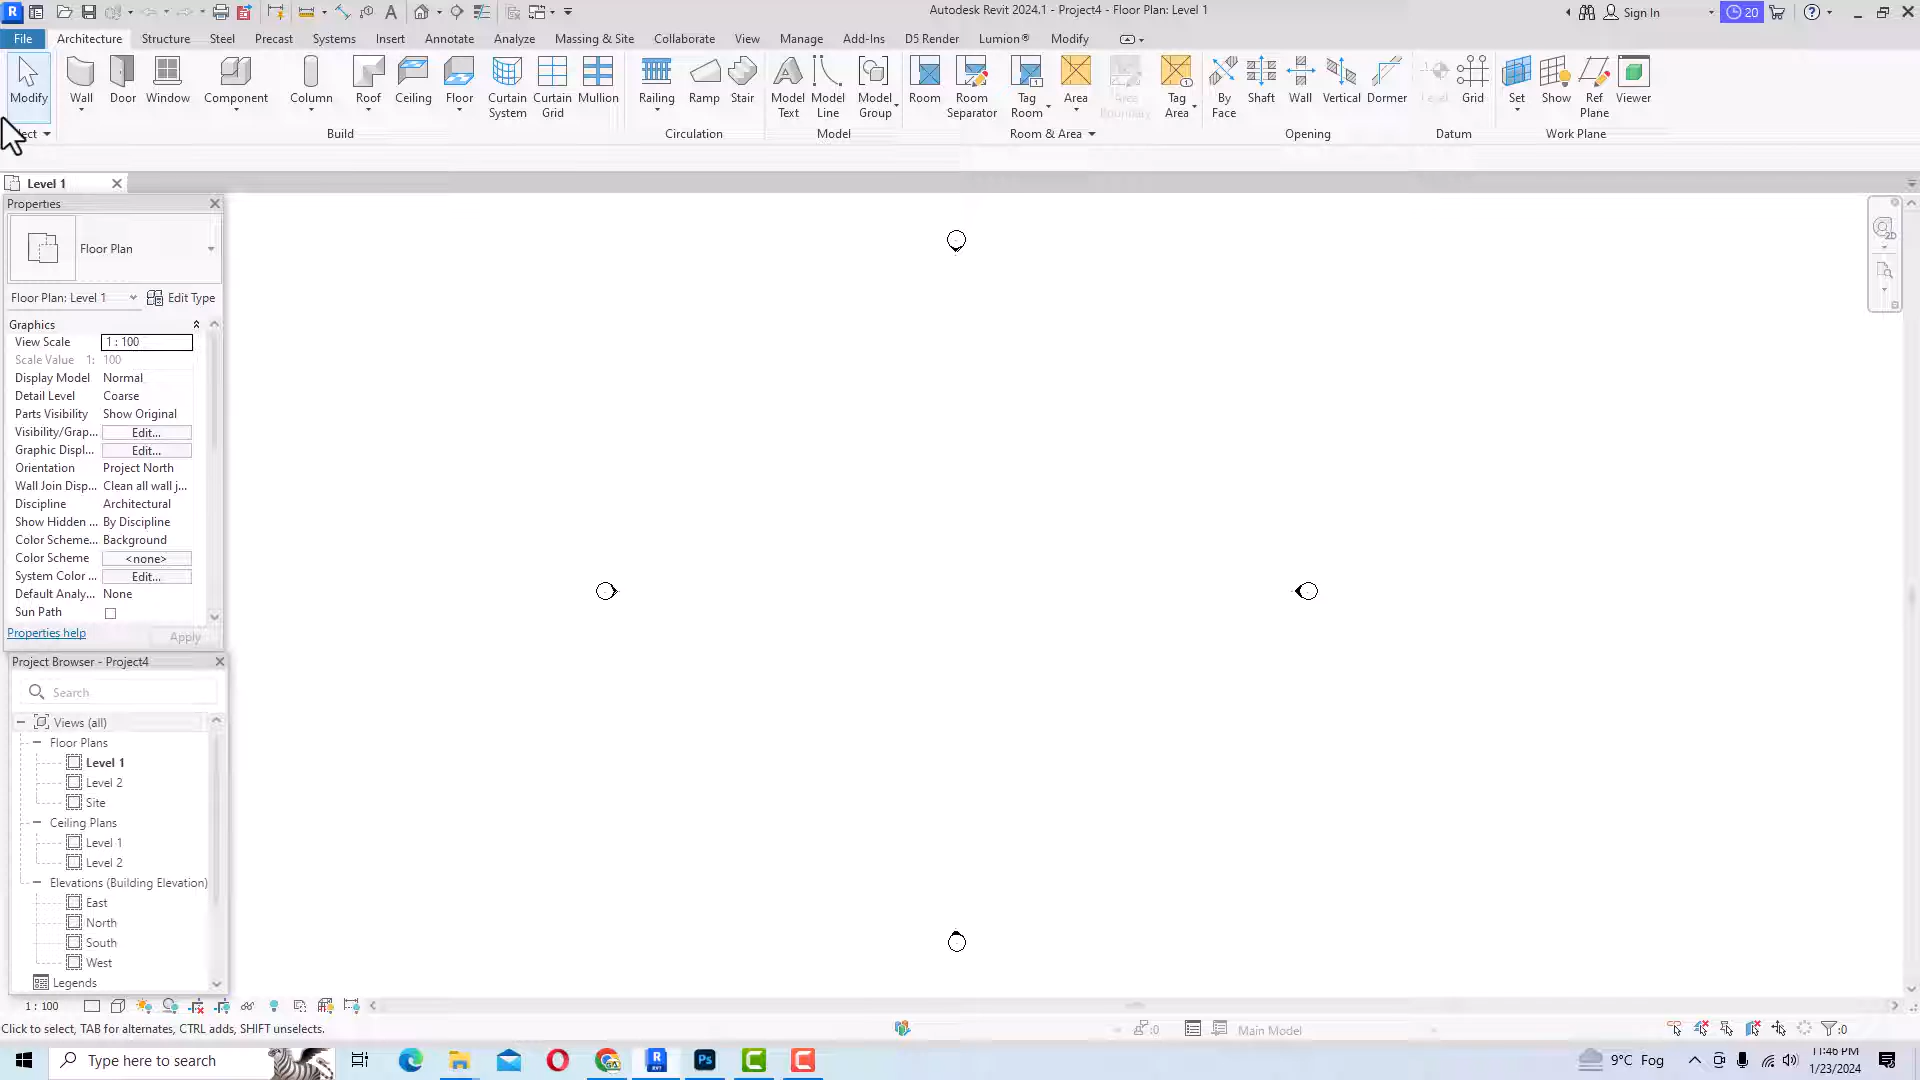 Autodesk Revit 2024.1 - Project4 - Floor Plan: Level 1
Sign In
20
File Architecture Structure Steel Precast Systems Insert Annotate Analyze Massing & Site Collaborate View Manage Add-Ins D5 Render Lumion® Modify
Modify Wall Door Window Component Column Roof Ceiling Floor Curtain System Curtain Grid Mullion Railing Ramp Stair Model Text Model Line Model Group Room Room Separator Tag Room Area Area Boundary Tag Area By Face Shaft Wall Vertical Dormer Level Grid Set Show Ref Plane Viewer
Build Circulation Model Room & Area Opening Datum Work Plane
Level 1
Properties
Floor Plan
Floor Plan: Level 1 Edit Type
Graphics
View Scale 1 : 100
Scale Value 1: 100
Display Model Normal
Detail Level Coarse
Parts Visibility Show Original
Visibility/Grap... Edit...
Graphic Displ... Edit...
Orientation Project North
Wall Join Disp... Clean all wall j...
Discipline Architectural
Show Hidden ... By Discipline
Color Scheme... Background
Color Scheme <none>
System Color ... Edit...
Default Analy... None
Sun Path
Properties help Apply
Project Browser - Project4
Search
Views (all)
Floor Plans
Level 1
Level 2
Site
Ceiling Plans
Level 1
Level 2
Elevations (Building Elevation)
East
North
South
West
Legends
1 : 100
Click to select, TAB for alternates, CTRL adds, SHIFT unselects.
:0
Main Model
:0
Type here to search
9°C Fog
11:46 PM
1/23/2024